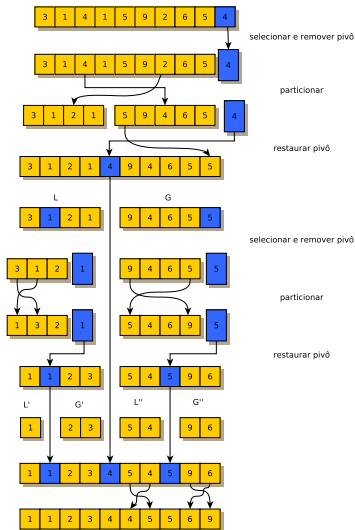 3 1 4 1 5 9 2 6 5 4
selecionar e remover pivô
3 1 4 1 5 9 2 6 5 4
particionar
3 1 2 1 5 9 4 6 5 4
restaurar pivô
3 1 2 1 4 9 4 6 5 5
L G
3 1 2 1 9 4 6 5 5
selecionar e remover pivô
3 1 2 1 9 4 6 5 5
particionar
1 3 2 1 5 4 6 9 5
restaurar pivô
1 1 2 3 5 4 5 9 6
L' G' L'' G''
1 2 3 5 4 9 6
1 1 2 3 4 5 4 5 9 6
1 1 2 3 4 4 5 5 6 9